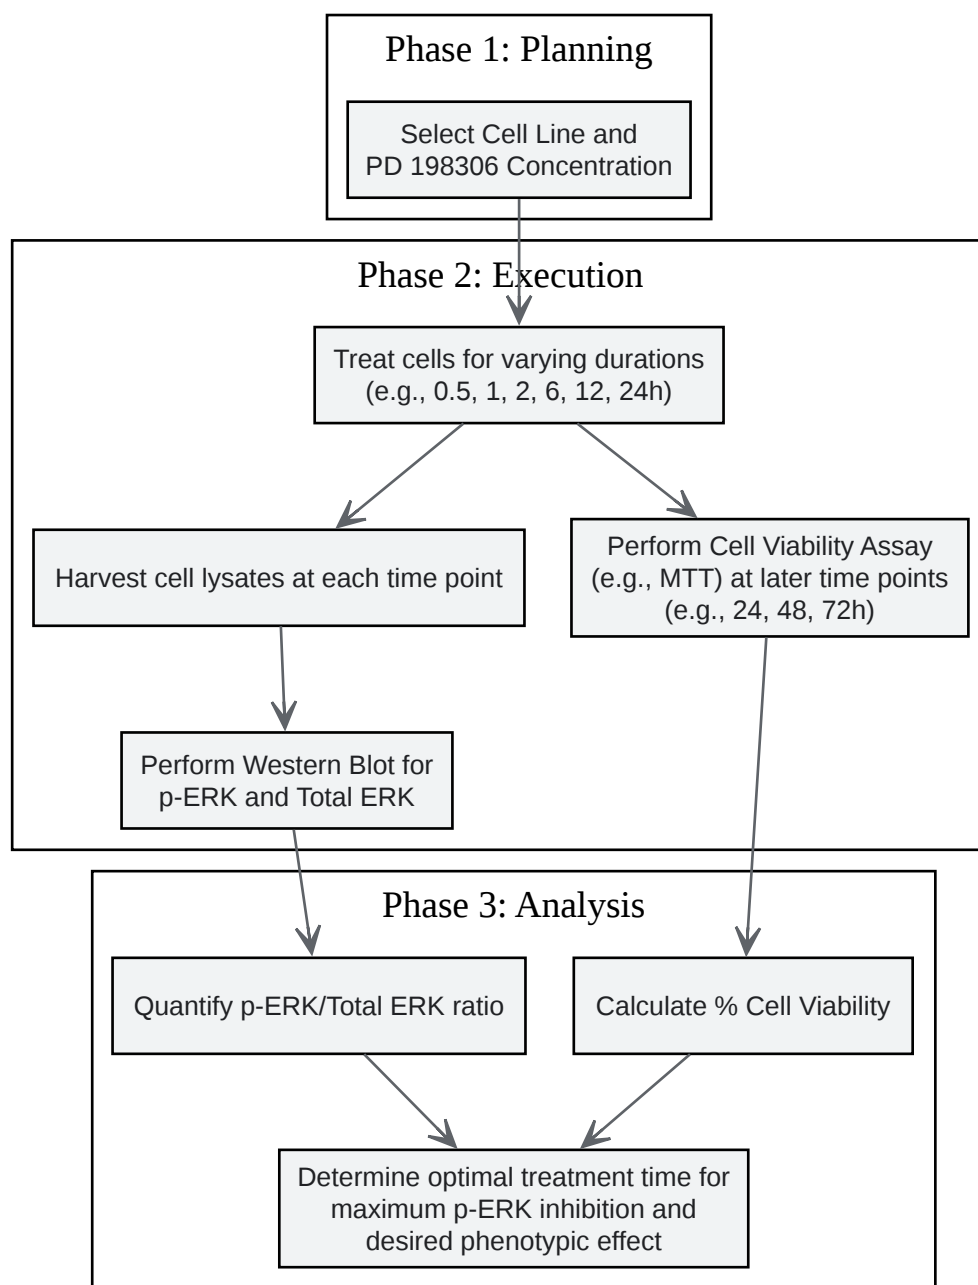 Phase 1: Planning
Select Cell Line and
PD 198306 Concentration
Phase 2: Execution
Treat cells for varying durations
(e.g., 0.5, 1, 2, 6, 12, 24h)
Harvest cell lysates at each time point
Perform Cell Viability Assay
(e.g., MTT) at later time points
(e.g., 24, 48, 72h)
Perform Western Blot for
p-ERK and Total ERK
Phase 3: Analysis
Quantify p-ERK/Total ERK ratio
Calculate % Cell Viability
Determine optimal treatment time for
maximum p-ERK inhibition and
desired phenotypic effect